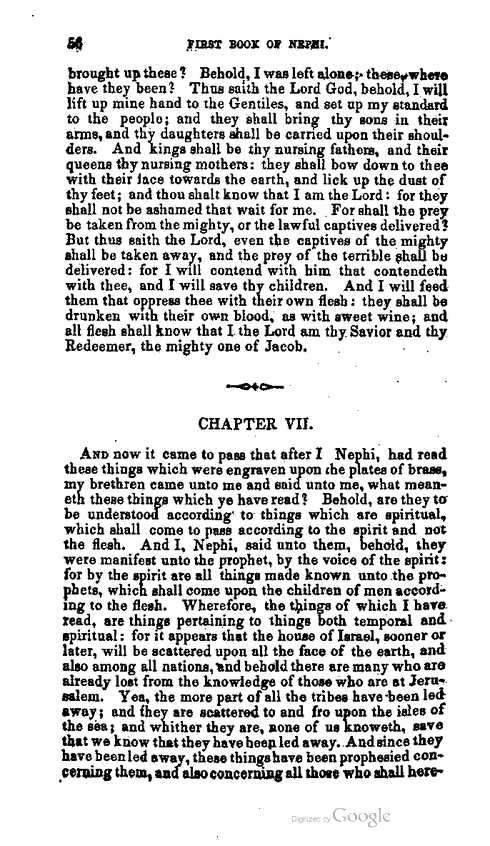 56 FIRST BOOK OF NEPHI.
brought up these? Behold, I was left alone; these, where
have they been? Thus saith the Lord God, behold, I will
lift up mine hand to the Gentiles, and set up my standard
to the people; and they shall bring thy sons in their
arms, and thy daughters shall be carried upon their shoul-
ders. And kings shall be thy nursing fathers, and their
queens thy nursing mothers: they shall bow down to thee
with their face towards the earth, and lick up the dust of
thy feet; and thou shalt know that I am the Lord: for they
shall not be ashamed that wait for me. For shall the prey
be taken from the mighty, or the lawful captives delivered?
But thus saith the Lord, even the captives of the mighty
shall be taken away, and the prey of the terrible shall be
delivered: for I will contend with him that contendeth
with thee, and I will save thy children. And I will feed
them that oppress thee with their own flesh: they shall be
drunken with their own blood, as with sweet wine; and
all flesh shall know that I the Lord am thy Savior and thy
Redeemer, the mighty one of Jacob.
CHAPTER VII.
AND now it came to pass that after I Nephi, had read
these things which were engraven upon the plates of brass,
my brethren came unto me and said unto me, what mean-
eth these things which ye have read? Behold, are they to
be understood according to things which are spiritual,
which shall come to pass according to the spirit and not
the flesh. And I, Nephi, said unto them, behold, they
were manifest unto the prophet, by the voice of the spirit:
for by the spirit are all things made known unto the pro-
phets, which shall come upon the children of men accord-
ing to the flesh. Wherefore, the things of which I have
read, are things pertaining to things both temporal and
spiritual: for it appears that the house of Israel, sooner or
later, will be scattered upon all the face of the earth, and
also among all nations, and behold there are many who are
already lost from the knowledge of those who are at Jeru-
salem. Yea, the more part of all the tribes have been led
away; and they are scattered to and fro upon the isles of
the sea; and whither they are, none of us knoweth, save
that we know that they have been led away. And since they
have been led away, these things have been prophesied con-
cerning them, and also concerning all those who shall here-
Digitized by Google